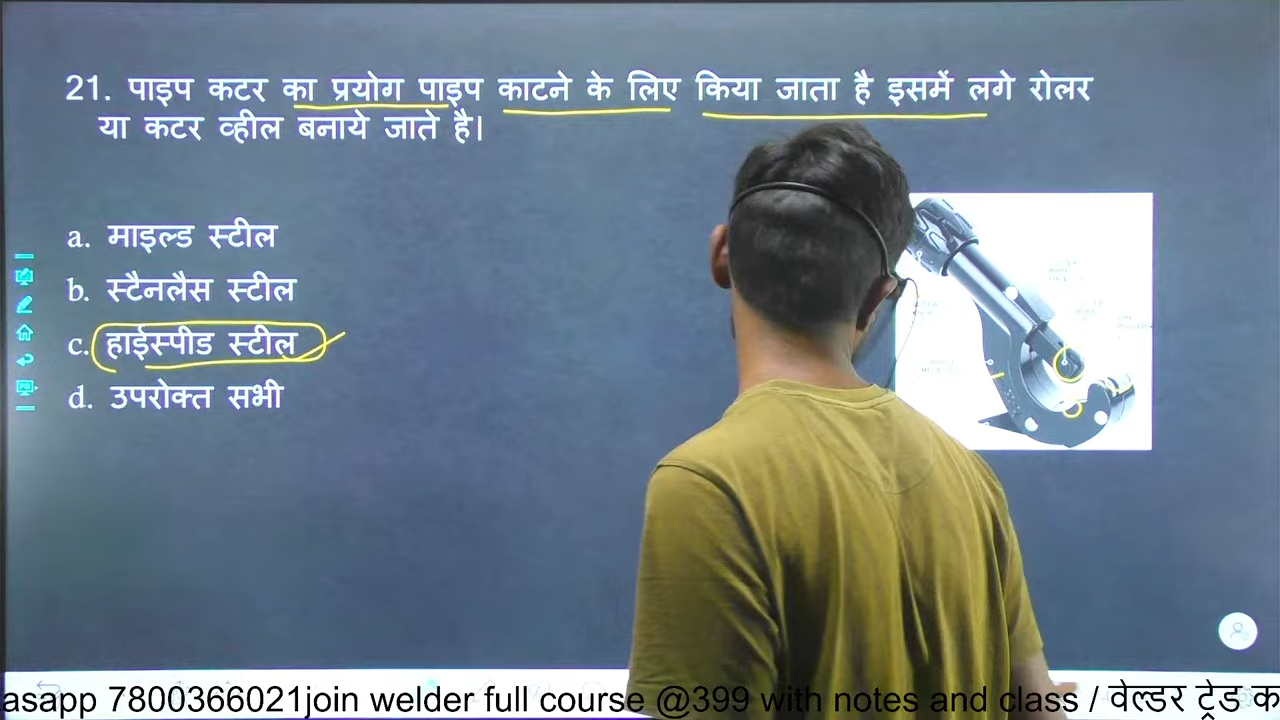 21. पाइप कटर का प्रयोग पाइप काटने के लिए किया जाता है इसमें लगे रोलर
या कटर व्हील बनाये जाते है।
a. माइल्ड स्टील
b. स्टैनलैस स्टील
c. हाईस्पीड स्टील
d. उपरोक्त सभी
asapp 7800366021join welder full course @399 with notes and class / वेल्डर ट्रेड क